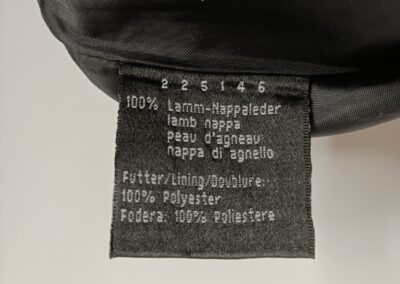 2 2 5 1 4 6
100% Lamm-Nappaleder
lamb nappa
peau d'agneau
nappa di agnello
Futter/Lining/Doublure:
100% Polyester
Fodera: 100% Poliestere